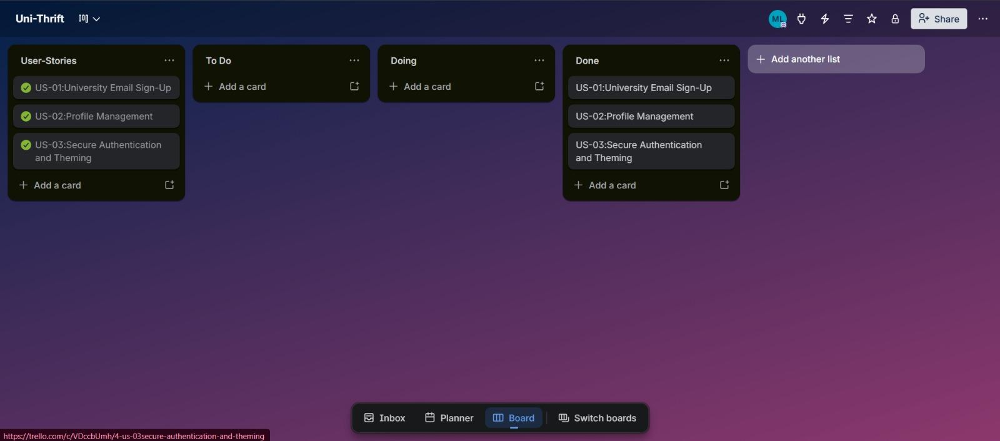 Uni-Thrift
ML
Share
User-Stories
US-01:University Email Sign-Up
US-02:Profile Management
US-03:Secure Authentication
and Theming
Add a card
To Do
Add a card
Doing
Add a card
Done
US-01:University Email Sign-Up
US-02:Profile Management
US-03:Secure Authentication
and Theming
Add a card
Add another list
Inbox
Planner
Board
Switch boards
https://trello.com/c/VDccbUmh/4-us-03secure-authentication-and-theming